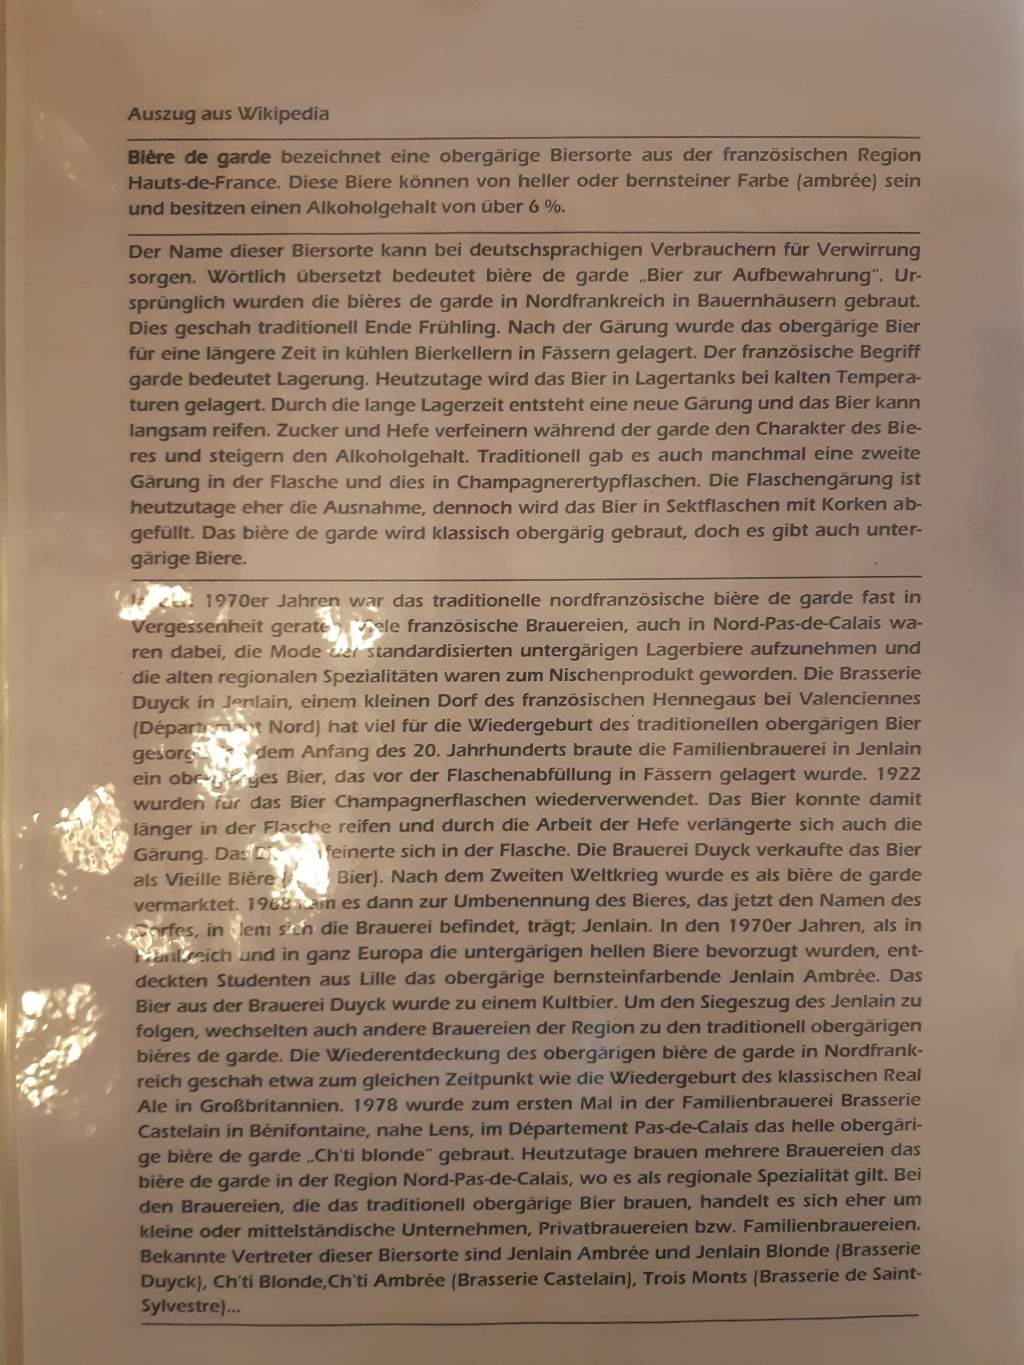 Auszug aus Wikipedia
Bière de garde bezeichnet eine obergärige Biersorte aus der französischen Region
Hauts-de-France. Diese Biere können von heller oder bernsteiner Farbe (ambrée) sein
und besitzen einen Alkoholgehalt von über 6 %.
Der Name dieser Biersorte kann bei deutschsprachigen Verbrauchern für Verwirrung
sorgen. Wörtlich übersetzt bedeutet bière de garde „Bier zur Aufbewahrung“. Ur-
sprünglich wurden die bières de garde in Nordfrankreich in Bauernhäusern gebraut.
Dies geschah traditionell Ende Frühling. Nach der Gärung wurde das obergärige Bier
für eine längere Zeit in kühlen Bierkellern in Fässern gelagert. Der französische Begriff
garde bedeutet Lagerung. Heutzutage wird das Bier in Lagertanks bei kalten Tempera-
turen gelagert. Durch die lange Lagerzeit entsteht eine neue Gärung und das Bier kann
langsam reifen. Zucker und Hefe verfeinern während der garde den Charakter des Bie-
res und steigern den Alkoholgehalt. Traditionell gab es auch manchmal eine zweite
Gärung in der Flasche und dies in Champagnerertypflaschen. Die Flaschengärung ist
heutzutage eher die Ausnahme, dennoch wird das Bier in Sektflaschen mit Korken ab-
gefüllt. Das bière de garde wird klassisch obergärig gebraut, doch es gibt auch unter-
gärige Biere.
1970er Jahren war das traditionelle nordfranzösische bière de garde fast in
Vergessenheit geraten. Viele französische Brauereien, auch in Nord-Pas-de-Calais wa-
ren dabei, die Mode der standardisierten untergärigen Lagerbiere aufzunehmen und
die alten regionalen Spezialitäten waren zum Nischenprodukt geworden. Die Brasserie
Duyck in Jenlain, einem kleinen Dorf des französischen Hennegaus bei Valenciennes
(Département Nord) hat viel für die Wiedergeburt des traditionellen obergärigen Bier
dem Anfang des 20. Jahrhunderts braute die Familienbrauerei in Jenlain
ein obergäriges Bier, das vor der Flaschenabfüllung in Fässern gelagert wurde. 1922
wurden für das Bier Champagnerflaschen wiederverwendet. Das Bier konnte damit
länger in der Flasche reifen und durch die Arbeit der Hefe verlängerte sich auch die
Gärung. Das sich in der Flasche. Die Brauerei Duyck verkaufte das Bier
als Vieille Bière Bier). Nach dem Zweiten Weltkrieg wurde es als bière de garde
vermarktet. 1968 kam es dann zur Umbenennung des Bieres, das jetzt den Namen des
Dorfes, in dem sich die Brauerei befindet, trägt; Jenlain. In den 1970er Jahren, als in
Frankreich und in ganz Europa die untergärigen hellen Biere bevorzugt wurden, ent-
deckten Studenten aus Lille das obergärige bernsteinfarbende Jenlain Ambrée. Das
Bier aus der Brauerei Duyck wurde zu einem Kultbier. Um den Siegeszug des Jenlain zu
folgen, wechselten auch andere Brauereien der Region zu den traditionell obergärigen
bières de garde. Die Wiederentdeckung des obergärigen bière de garde in Nordfrank-
reich geschah etwa zum gleichen Zeitpunkt wie die Wiedergeburt des klassischen Real
Ale in Großbritannien. 1978 wurde zum ersten Mal in der Familienbrauerei Brasserie
Castelain in Bénifontaine, nahe Lens, im Département Pas-de-Calais das helle obergäri-
ge bière de garde „Ch'ti blonde“ gebraut. Heutzutage brauen mehrere Brauereien das
bière de garde in der Region Nord-Pas-de-Calais, wo es als regionale Spezialität gilt. Bei
den Brauereien, die das traditionell obergärige Bier brauen, handelt es sich eher um
kleine oder mittelständische Unternehmen, Privatbrauereien bzw. Familienbrauereien.
Bekannte Vertreter dieser Biersorte sind Jenlain Ambrée und Jenlain Blonde (Brasserie
Duyck), Ch'ti Blonde,Ch'ti Ambrée (Brasserie Castelain), Trois Monts (Brasserie de Saint-
Sylvestre)...